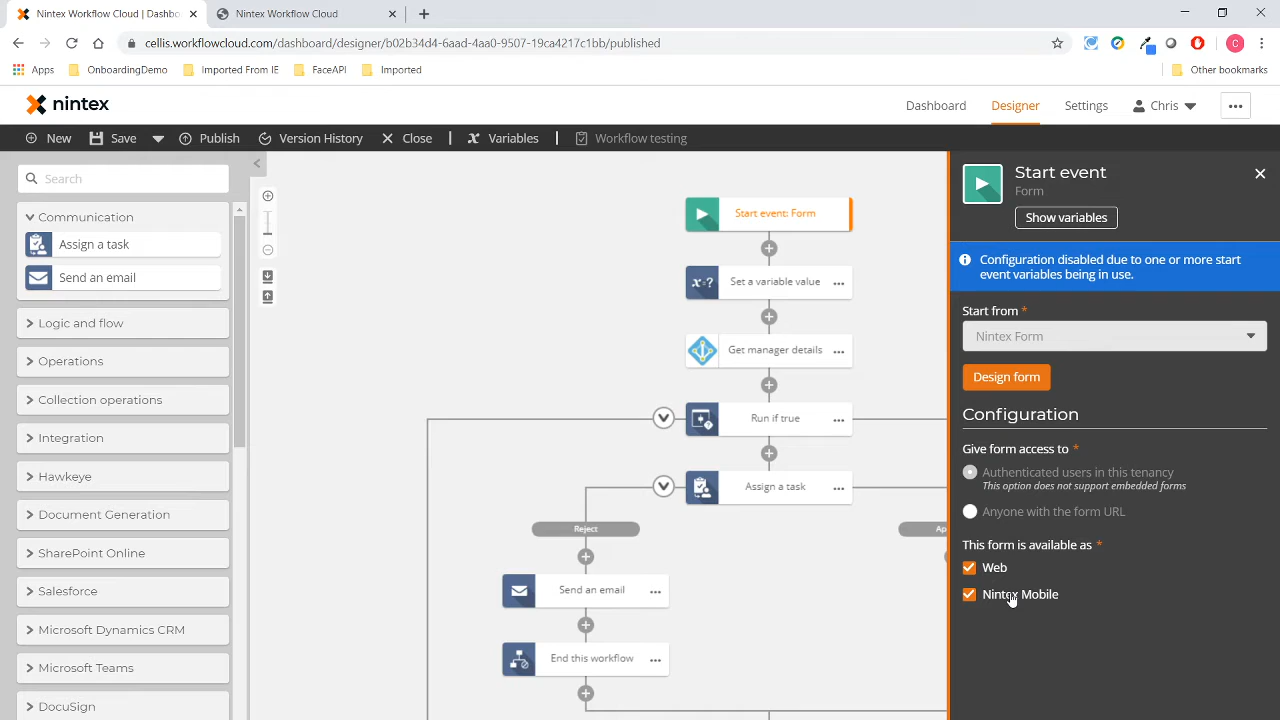 Nintex Workflow Cloud | Dashbo
Nintex Workflow Cloud
cellis.workflowcloud.com/dashboard/designer/b02b34d4-6aad-4aa0-9507-19ca4217c1bb/published
C
Apps
OnboardingDemo
Imported From IE
FaceAPI
Imported
Other bookmarks
nintex
Dashboard
Designer
Settings
Chris
New
Save
Publish
Version History
Close
Variables
Workflow testing
Search
Communication
Assign a task
Send an email
Logic and flow
Operations
Collection operations
Integration
Hawkeye
Document Generation
SharePoint Online
Salesforce
Microsoft Dynamics CRM
Microsoft Teams
DocuSign
Start event: Form
Set a variable value
Get manager details
Run if true
Assign a task
Reject
Ap
Send an email
End this workflow
Start event
Form
Show variables
Configuration disabled due to one or more start
event variables being in use.
Start from *
Nintex Form
Design form
Configuration
Give form access to *
Authenticated users in this tenancy
This option does not support embedded forms
Anyone with the form URL
This form is available as *
Web
Nintex Mobile